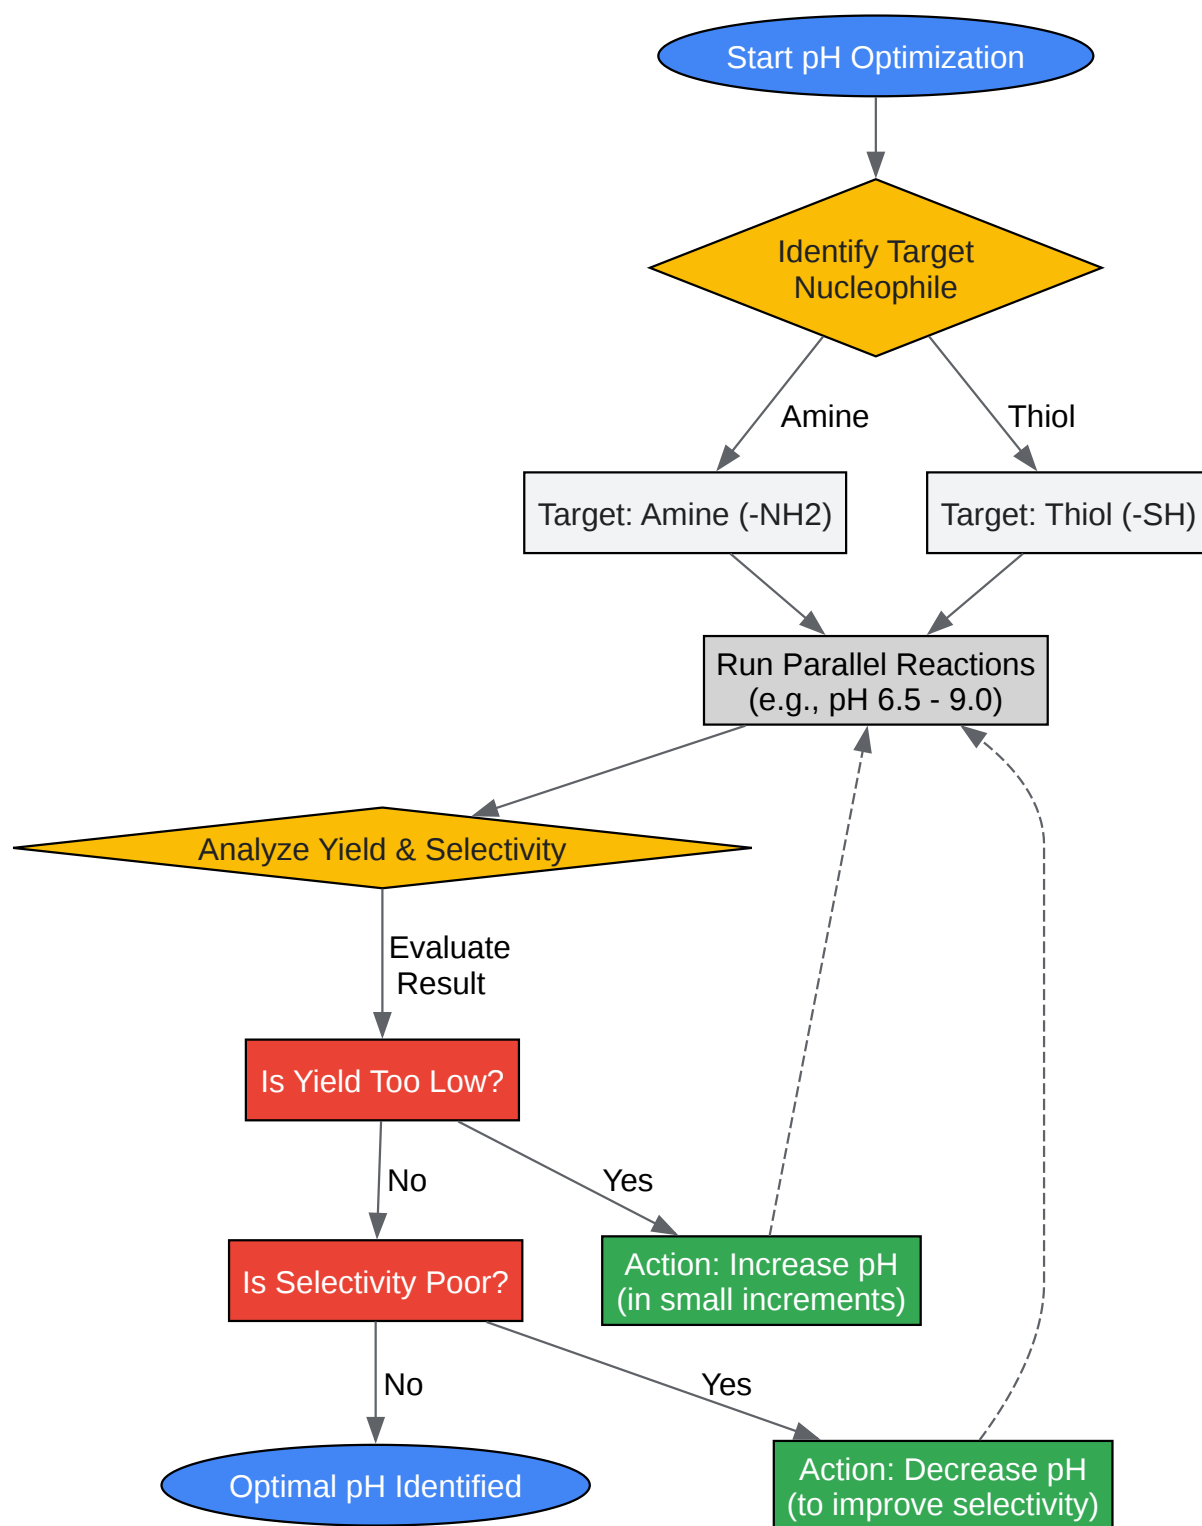 Start pH Optimization
Identify Target
Nucleophile
Amine
Thiol
Target: Amine (-NH2)
Target: Thiol (-SH)
Run Parallel Reactions
(e.g., pH 6.5 - 9.0)
Analyze Yield & Selectivity
Evaluate
Result
Is Yield Too Low?
No
Yes
Is Selectivity Poor?
Action: Increase pH
(in small increments)
No
Yes
Optimal pH Identified
Action: Decrease pH
(to improve selectivity)